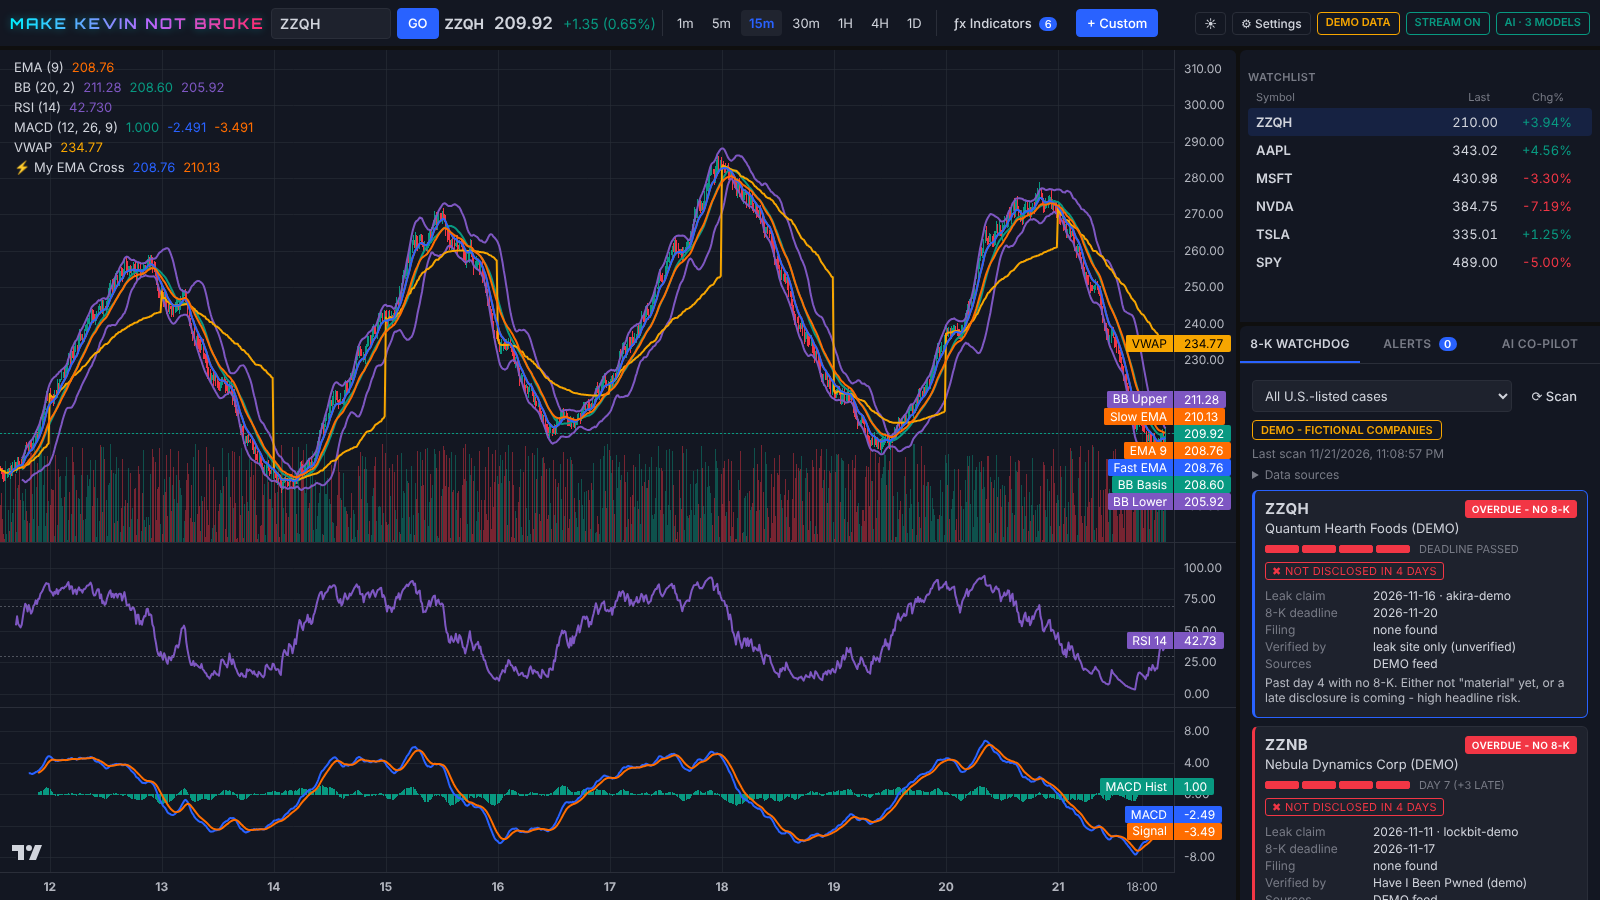 MAKE KEVIN NOT BROKE ZZQH GO ZZQH 209.92 +1.35 (0.65%) 1m 5m 15m 30m 1H 4H 1D ƒx Indicators 6 + Custom ☀ ⚙ Settings DEMO DATA STREAM ON AI · 3 MODELS
EMA (9) 208.76
BB (20, 2) 211.28 208.60 205.92
RSI (14) 42.730
MACD (12, 26, 9) 1.000 -2.491 -3.491
VWAP 234.77
⚡ My EMA Cross 208.76 210.13
310.00
300.00
290.00
280.00
270.00
260.00
250.00
240.00
VWAP 234.77
230.00
BB Upper 211.28
Slow EMA 210.13
209.92
EMA 9 208.76
Fast EMA 208.76
BB Basis 208.60
BB Lower 205.92
100.00
75.00
50.00
RSI 14 42.73
25.00
0.00
8.00
4.00
MACD Hist 1.00
0.00
MACD -2.49
Signal -3.49
-8.00
12 13 14 15 16 17 18 19 20 21 18:00
WATCHLIST
Symbol Last Chg%
ZZQH 210.00 +3.94%
AAPL 343.02 +4.56%
MSFT 430.98 -3.30%
NVDA 384.75 -7.19%
TSLA 335.01 +1.25%
SPY 489.00 -5.00%
8-K WATCHDOG ALERTS 0 AI CO-PILOT
All U.S.-listed cases ⟳ Scan
DEMO - FICTIONAL COMPANIES
Last scan 11/21/2026, 11:08:57 PM
▶ Data sources
ZZQH OVERDUE - NO 8-K
Quantum Hearth Foods (DEMO)
DEADLINE PASSED
✖ NOT DISCLOSED IN 4 DAYS
Leak claim 2026-11-16 · akira-demo
8-K deadline 2026-11-20
Filing none found
Verified by leak site only (unverified)
Sources DEMO feed
Past day 4 with no 8-K. Either not "material" yet, or a
late disclosure is coming - high headline risk.
ZZNB OVERDUE - NO 8-K
Nebula Dynamics Corp (DEMO)
DAY 7 (+3 LATE)
✖ NOT DISCLOSED IN 4 DAYS
Leak claim 2026-11-11 · lockbit-demo
8-K deadline 2026-11-17
Filing none found
Verified by Have I Been Pwned (demo)
Sources DEMO feed